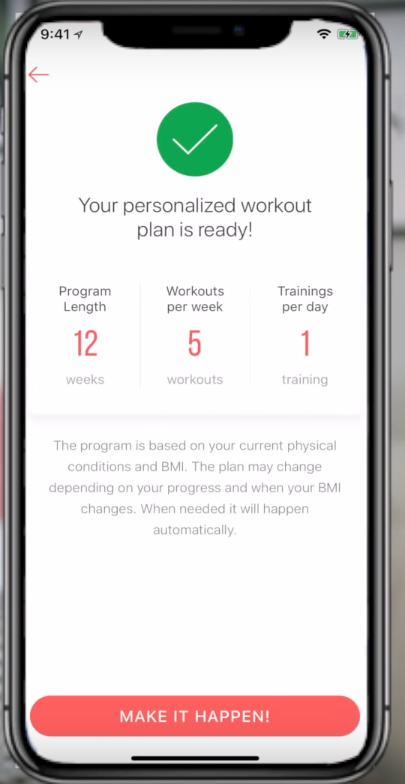 9:41
Your personalized workout
plan is ready!
Program
Length
12
weeks
Workouts
per week
5
workouts
Trainings
per day
1
training
The program is based on your current physical
conditions and BMI. The plan may change
depending on your progress and when your BMI
changes. When needed it will happen
automatically.
MAKE IT HAPPEN!